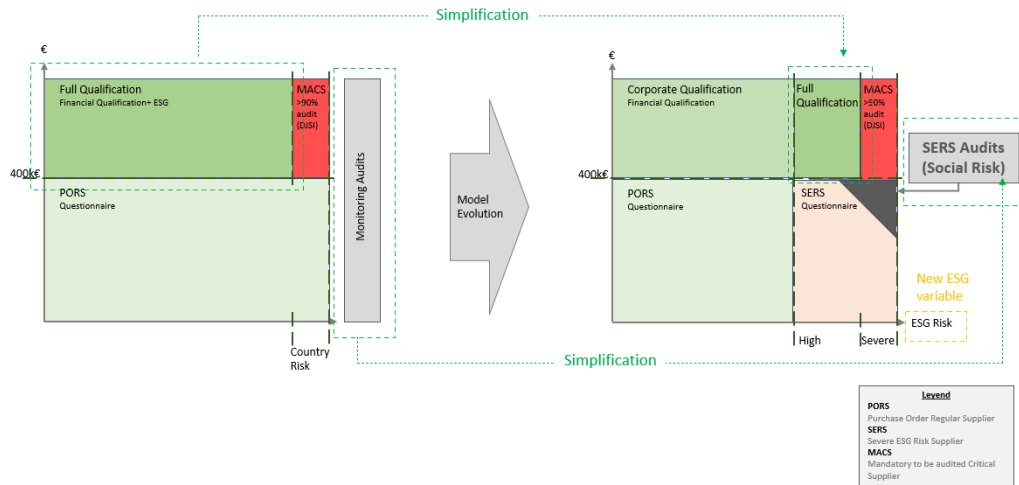 Simplification
€
Full Qualification
Financial Qualification+ ESG
MACS
>90%
audit
(DJSI)
400k€
PORS
Questionnaire
Monitoring Audits
Country
Risk
Model
Evolution
€
Corporate Qualification
Financial Qualification
Full
Qualification
MACS
>90%
audit
(DJSI)
SERS Audits
(Social Risk)
400k€
PORS
Questionnaire
SERS
Questionnaire
New ESG
variable
ESG Risk
High
Severe
Simplification
Leyend
PORS
Purchase Order Regular Supplier
SERS
Severe ESG Risk Supplier
MACS
Mandatory to be audited Critical
Supplier